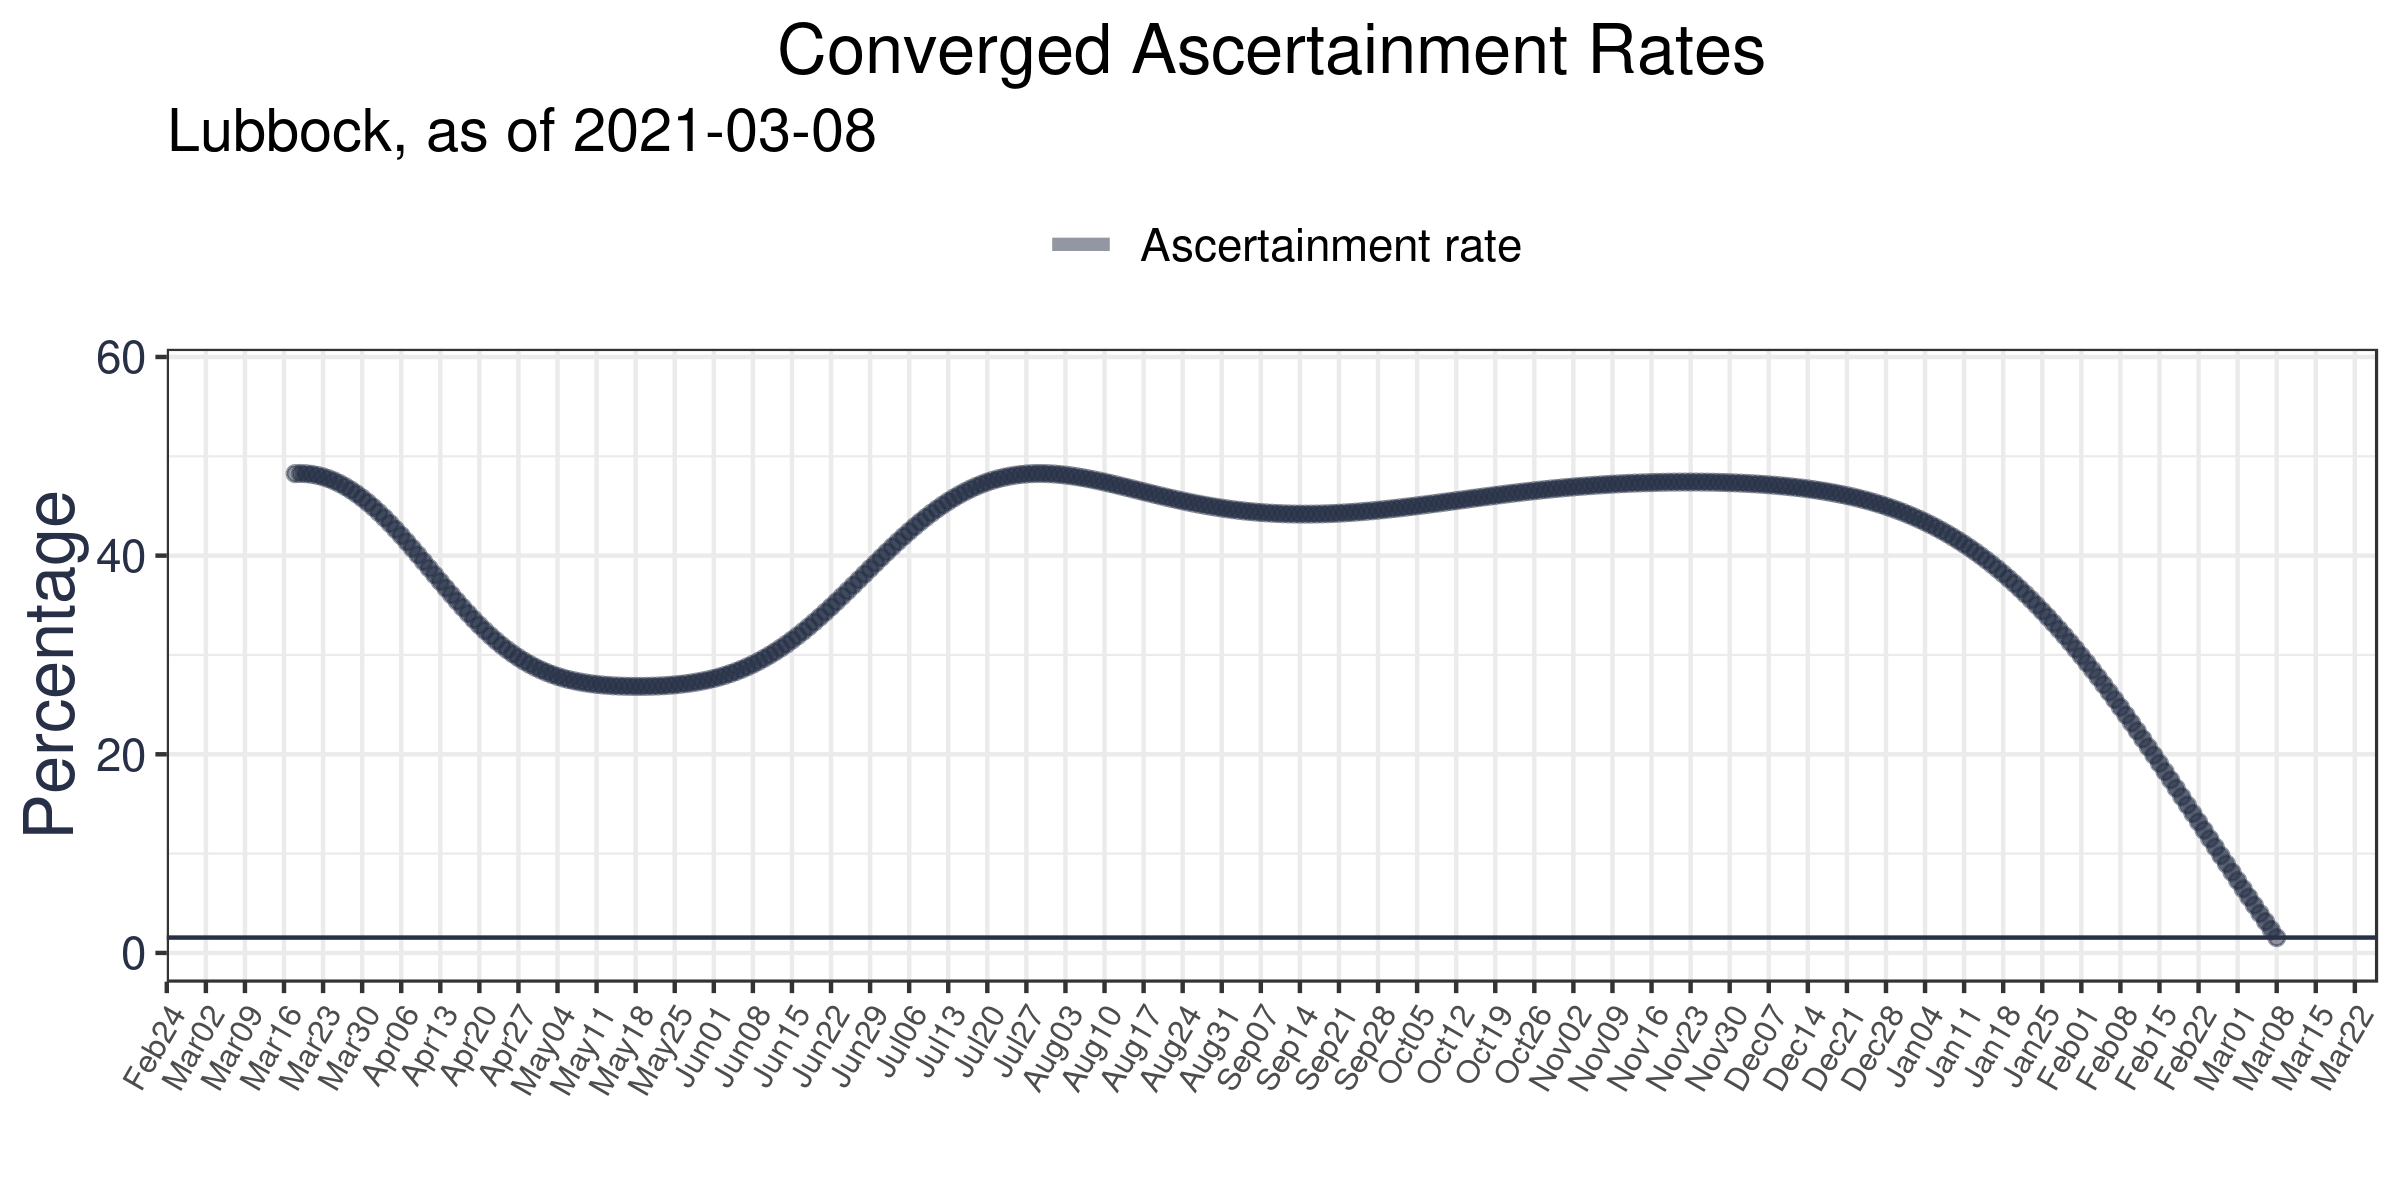 Converged Ascertainment Rates
Lubbock, as of 2021-03-08
Ascertainment rate
Percentage
60
40
20
0
Feb24 Mar02 Mar09 Mar16 Mar23 Mar30 Apr06 Apr13 Apr20 Apr27 May04 May11 May18 May25 Jun01 Jun08 Jun15 Jun22 Jun29 Jul06 Jul13 Jul20 Jul27 Aug03 Aug10 Aug17 Aug24 Aug31 Sep07 Sep14 Sep21 Sep28 Oct05 Oct12 Oct19 Oct26 Nov02 Nov09 Nov16 Nov23 Nov30 Dec07 Dec14 Dec21 Dec28 Jan04 Jan11 Jan18 Jan25 Feb01 Feb08 Feb15 Feb22 Mar01 Mar08 Mar15 Mar22